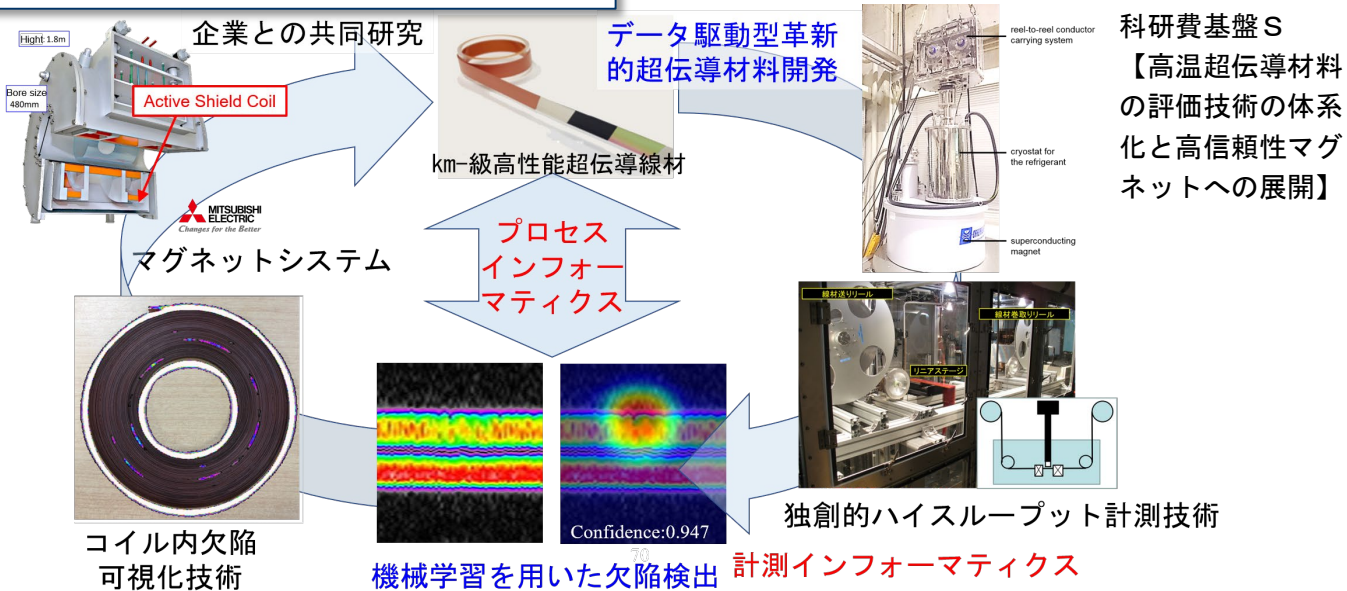 企業との共同研究
データ駆動型革新
的超伝導材料開発
科研費基盤S
【高温超伝導材料
の評価技術の体系
化と高信頼性マグ
ネットへの展開】
Hight:1.8m
Bore size
480mm
Active Shield Coil
MITSUBISHI
ELECTRIC
Changes for the Better
マグネットシステム
km-級高性能超伝導線材
reel-to-reel conductor
carrying system
cryostat for
the refrigerant
superconducting
magnet
プロセス
インフォー
マティクス
線材送りリール
線材巻取りリール
リニアステージ
Confidence:0.947
70
コイル内欠陥
可視化技術
機械学習を用いた欠陥検出
独創的ハイスループット計測技術
計測インフォーマティクス